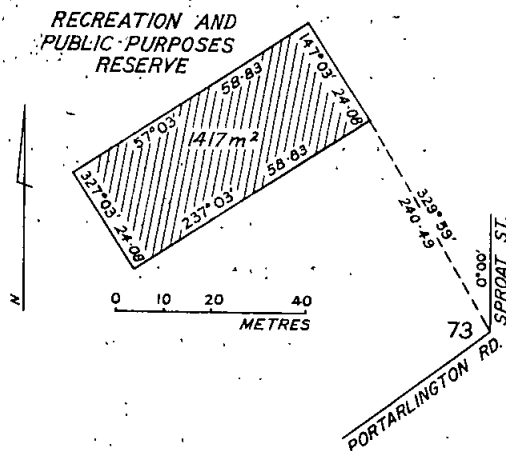 RECREATION AND
PUBLIC PURPOSES
RESERVE
57°03' 58·83
147°03' 24·08
1417m²
327°03' 24·08
237°03' 58·83
329°59'
240·49
0°00'
SPROAT ST.
N
0 10 20 40
METRES
73
PORTARLINGTON RD.